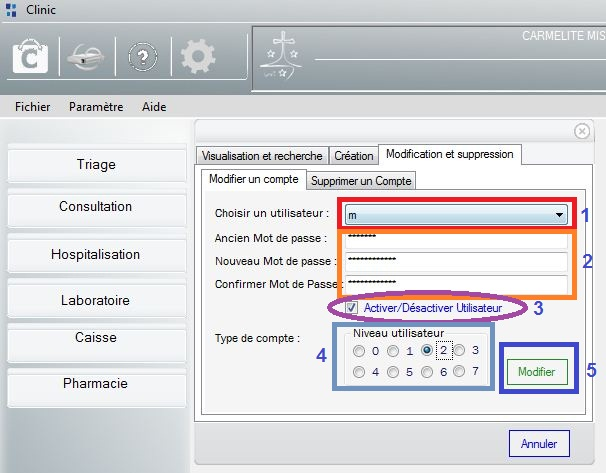 Clinic
CARMELITE MIS
Fichier Paramètre Aide
Triage
Consultation
Hospitalisation
Laboratoire
Caisse
Pharmacie
Visualisation et recherche Création Modification et suppression
Modifier un compte Supprimer un Compte
Choisir un utilisateur : m 1
Ancien Mot de passe : *******
Nouveau Mot de passe : ************ 2
Confirmer Mot de Passe: ************
Activer/Désactiver Utilisateur 3
Type de compte : 4 Niveau utilisateur
0 1 2 3
4 5 6 7
Modifier 5
Annuler